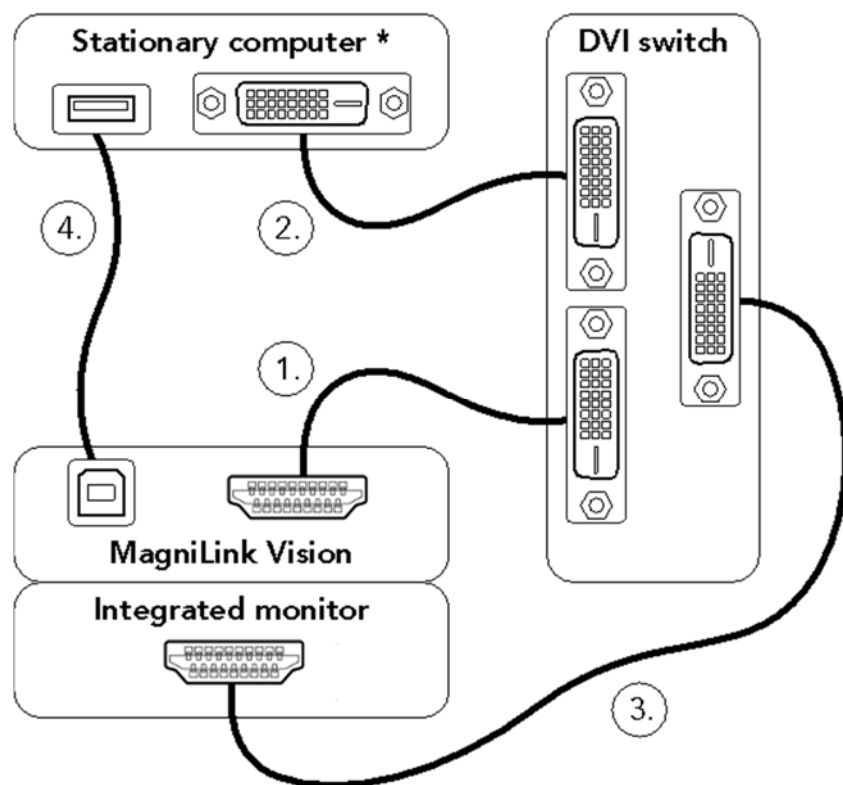 Stationary computer *
DVI switch
4.
2.
1.
MagniLink Vision
Integrated monitor
3.